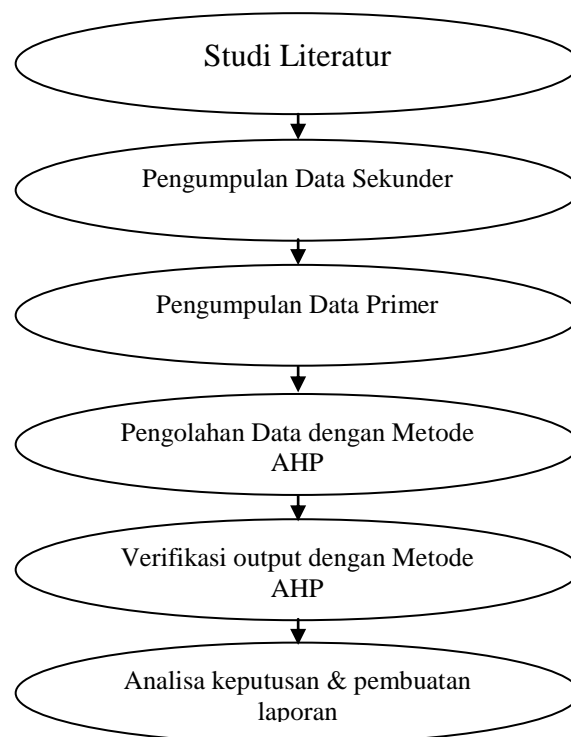 Studi Literatur
Pengumpulan Data Sekunder
Pengumpulan Data Primer
Pengolahan Data dengan Metode
AHP
Verifikasi output dengan Metode
AHP
Analisa keputusan & pembuatan
laporan